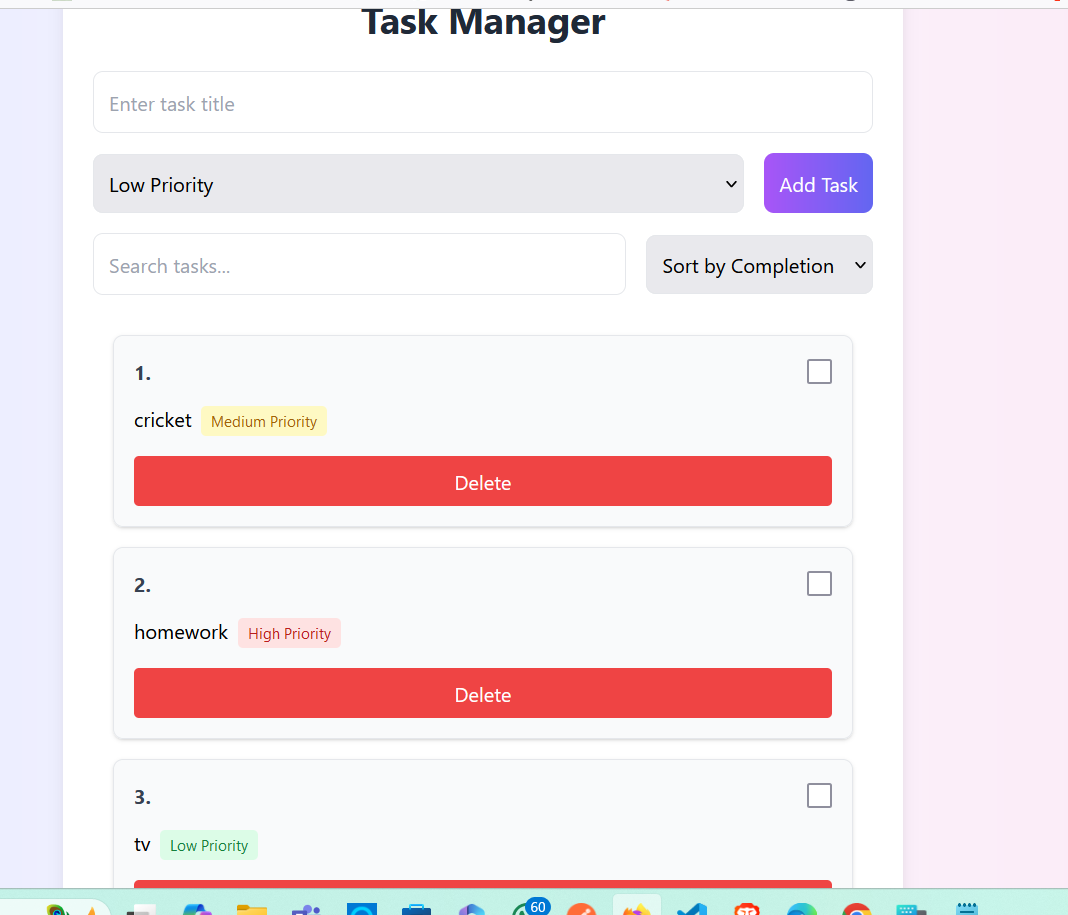 Task Manager
Enter task title
Low Priority
Add Task
Search tasks...
Sort by Completion
1.
cricket Medium Priority
Delete
2.
homework High Priority
Delete
3.
tv Low Priority
60